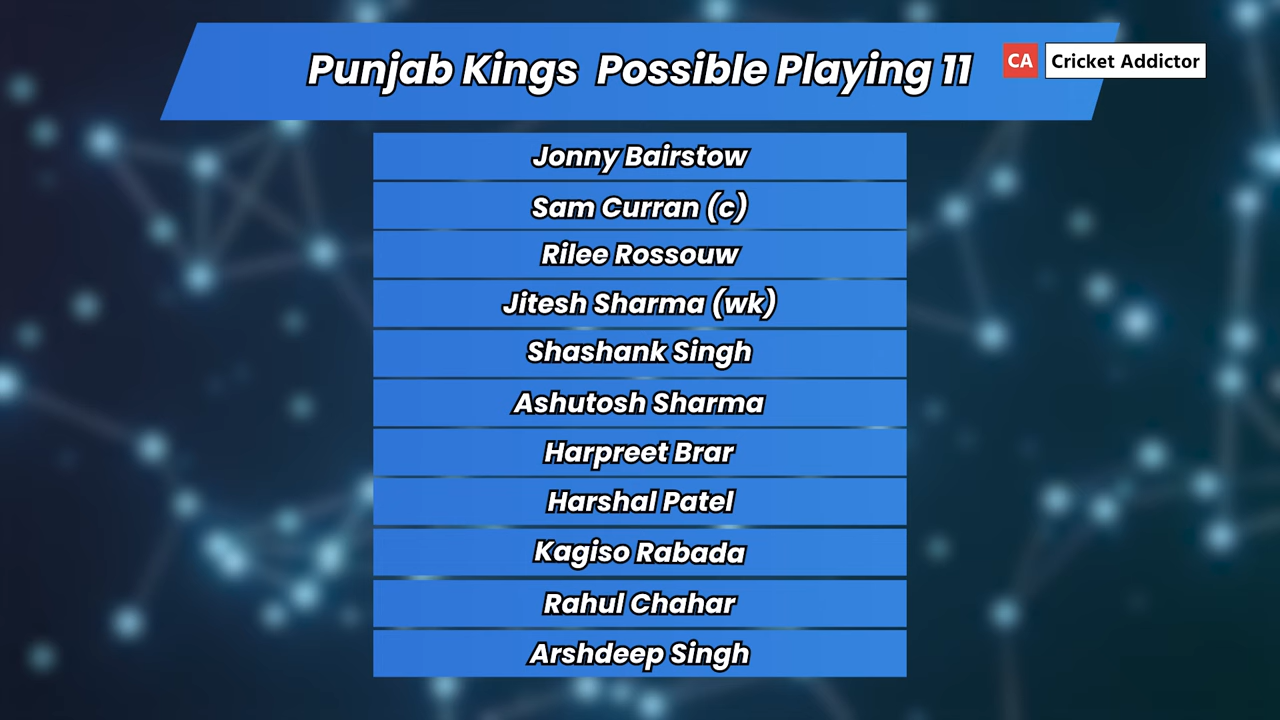 Punjab Kings Possible Playing 11
CA Cricket Addictor
Jonny Bairstow
Sam Curran (c)
Rilee Rossouw
Jitesh Sharma (wk)
Shashank Singh
Ashutosh Sharma
Harpreet Brar
Harshal Patel
Kagiso Rabada
Rahul Chahar
Arshdeep Singh